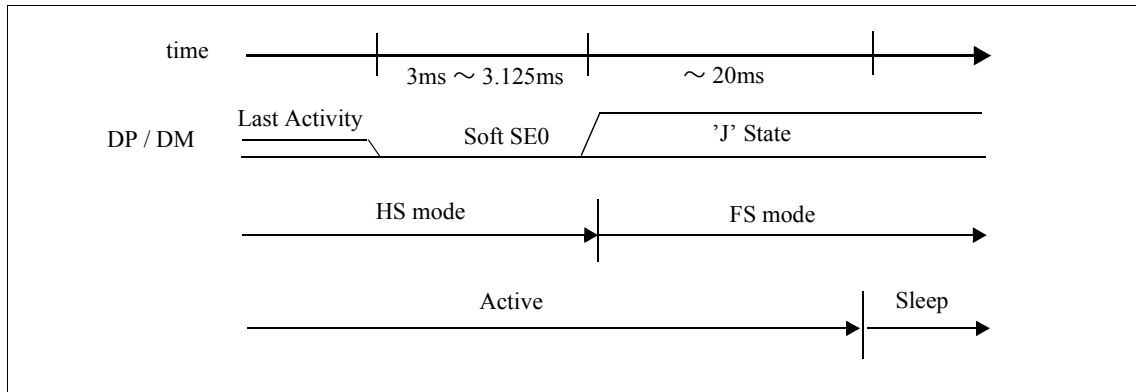 time
3ms ～ 3.125ms
～ 20ms
Last Activity
DP / DM
Soft SE0
’J’ State
HS mode
FS mode
Active
Sleep